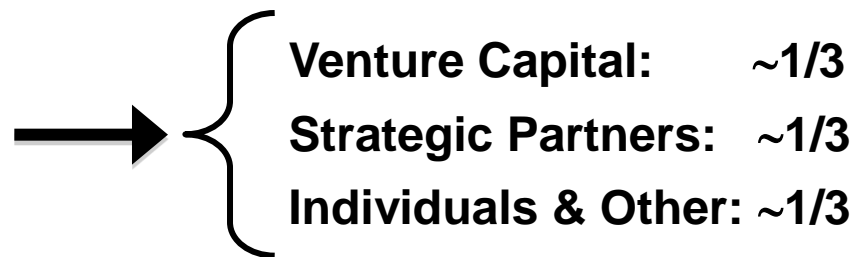 Venture Capital: ~1/3
Strategic Partners: ~1/3
Individuals & Other: ~1/3